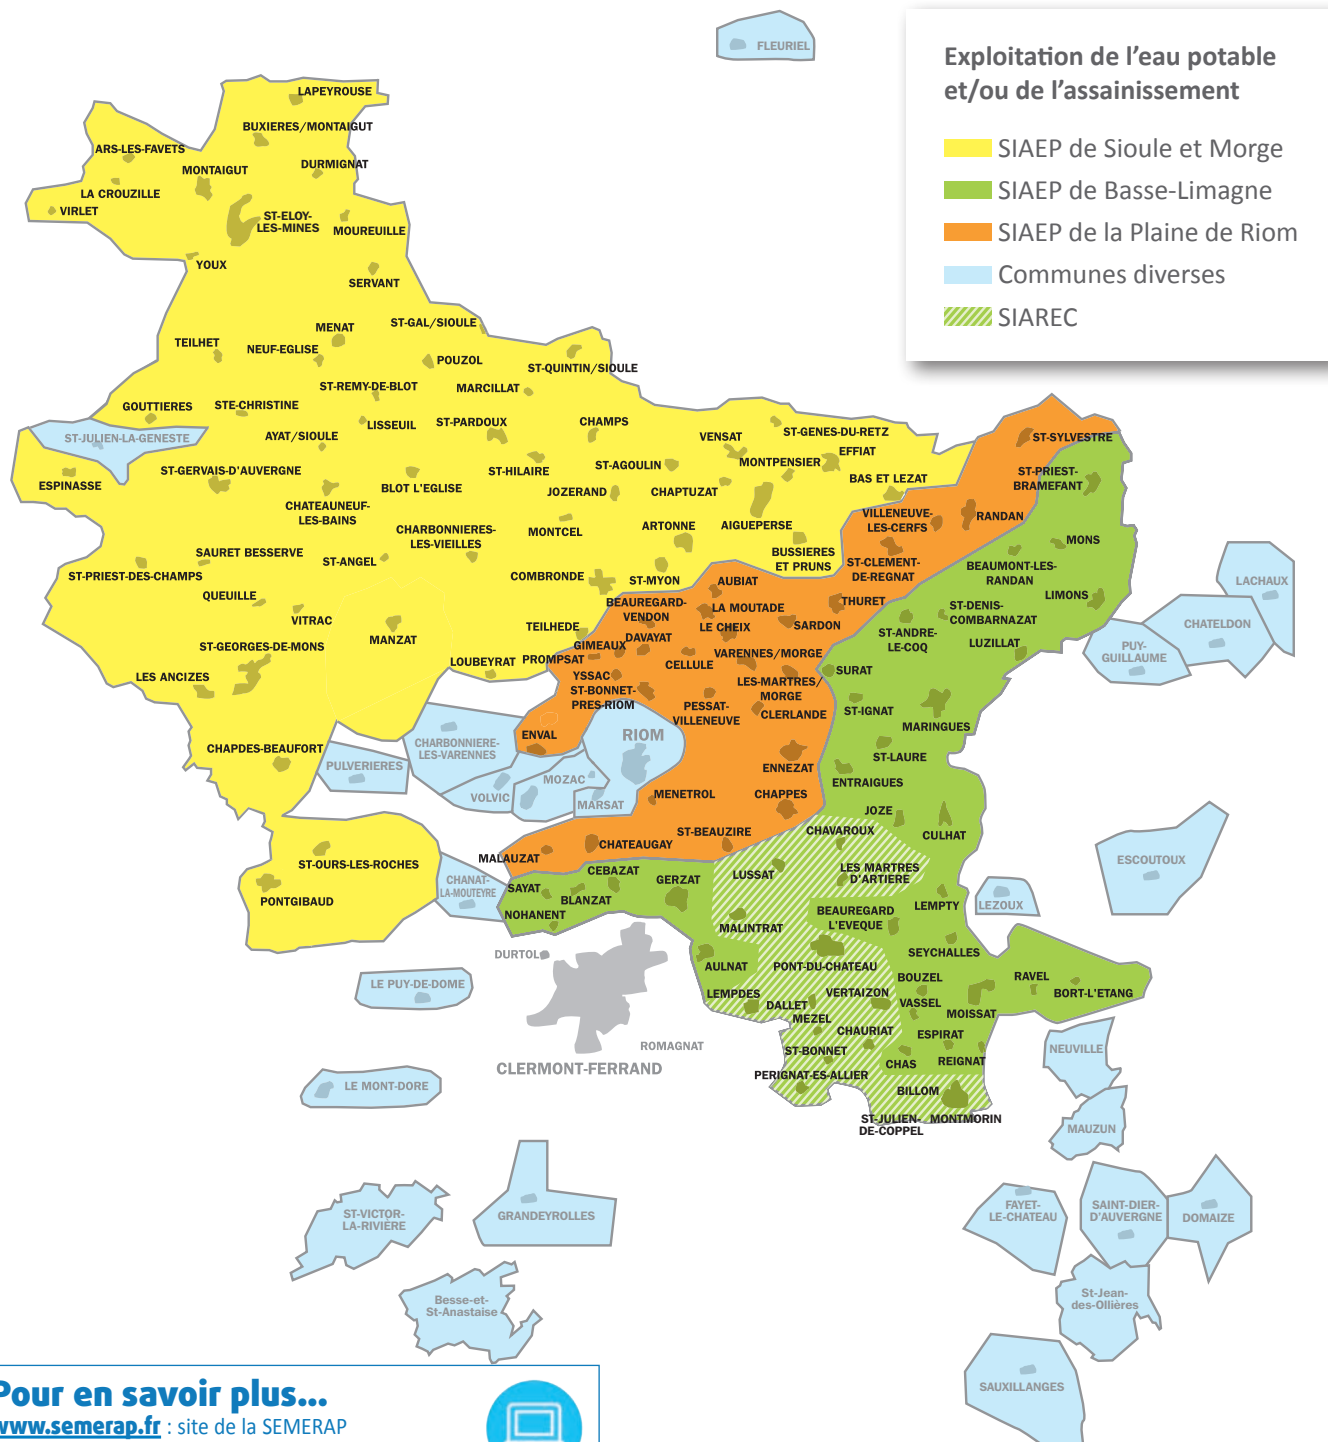 FLEURIEL
Exploitation de l'eau potable
et/ou de l'assainissement
SIAEP de Sioule et Morge
SIAEP de Basse-Limagne
SIAEP de la Plaine de Riom
Communes diverses
SIAREC
LAPEYROUSE
BUXIERES/MONTAIGUT
ARS-LES-FAVETS
MONTAIGUT
DURMIGNAT
LA CROUZILLE
VIRLET
ST-ELOY-
LES-MINES
MOUREUILLE
YOUX
SERVANT
MENAT
ST-GAL/SIOULE
TEILHET
NEUF-EGLISE
POUZOL
ST-QUINTIN/SIOULE
ST-REMY-DE-BLOT
MARCILLAT
GOUTTIERES
STE-CHRISTINE
LISSEUIL
ST-PARDOUX
CHAMPS
ST-JULIEN-LA-GENESTE
AYAT/SIOULE
VENSAT
ST-GENES-DU-RETZ
EFFIAT
ST-SYLVESTRE
ESPINASSE
ST-GERVAIS-D'AUVERGNE
ST-HILAIRE
ST-AGOULIN
MONTPENSIER
BAS ET LEZAT
ST-PRIEST-
BRAMEFANT
BLOT L'EGLISE
JOZERAND
CHAPTUZAT
CHATEAUNEUF-
LES-BAINS
VILLENEUVE-
LES-CERFS
RANDAN
CHARBONNIERES-
LES-VIEILLES
MONTCEL
ARTONNE
AIGUEPERSE
MONS
SAURET BESSERVE
ST-ANGEL
BUSSIERES
ET PRUNS
ST-CLEMENT-
DE-REGNAT
BEAUMONT-LES-
RANDAN
ST-PRIEST-DES-CHAMPS
COMBRONDE
ST-MYON
AUBIAT
LACHAUX
QUEUILLE
BEAUREGARD-
VENDON
LA MOUTADE
THURET
LIMONS
VITRAC
TEILHEDE
LE CHEIX
SARDON
ST-DENIS-
COMBARNAZAT
CHATELDON
MANZAT
GIMEAUX
DAVAYAT
ST-ANDRE-
LE-COQ
LUZILLAT
PUY-
GUILLAUME
ST-GEORGES-DE-MONS
LOUBEYRAT
PROMPSAT
CELLULE
VARENNES/MORGE
LES ANCIZES
YSSAC
ST-BONNET-
PRES-RIOM
LES-MARTRES/
MORGE
SURAT
PESSAT-
VILLENEUVE
CLERLANDE
ST-IGNAT
MARINGUES
CHAPDES-BEAUFORT
CHARBONNIERE-
LES-VARENNES
ENVAL
RIOM
ST-LAURE
PULVERIERES
ENNEZAT
ENTRAIGUES
VOLVIC
MOZAC
MARSAT
MENETROL
CHAPPES
JOZE
CULHAT
ST-BEAUZIRE
CHAVAROUX
CHATEAUGAY
MALAUZAT
ST-OURS-LES-ROCHES
CHANAT-
LA-MOUTEYRE
CEBAZAT
GERZAT
LUSSAT
LES MARTRES
D'ARTIERE
ESCOUTOUX
PONTGIBAUD
SAYAT
BLANZAT
NOHANENT
MALINTRAT
BEAUREGARD
L'EVEQUE
LEMPTY
LEZOUX
DURTOL
AULNAT
PONT-DU-CHATEAU
SEYCHALLES
LE PUY-DE-DOME
LEMPDES
DALLET
VERTAIZON
BOUZEL
RAVEL
BORT-L'ETANG
VASSEL
MOISSAT
MEZEL
CHAURIAT
ESPIRAT
ROMAGNAT
ST-BONNET
CHAS
REIGNAT
NEUVILLE
CLERMONT-FERRAND
PERIGNAT-ES-ALLIER
BILLOM
LE MONT-DORE
ST-JULIEN-
DE-COPPEL
MONTMORIN
MAUZUN
ST-VICTOR-
LA-RIVIÈRE
GRANDEYROLLES
FAYET-
LE-CHATEAU
SAINT-DIER-
D'AUVERGNE
DOMAIZE
Besse-et-
St-Anastaise
St-Jean-
des-Ollières
SAUXILLANGES
Pour en savoir plus...
www.semerap.fr : site de la SEMERAP